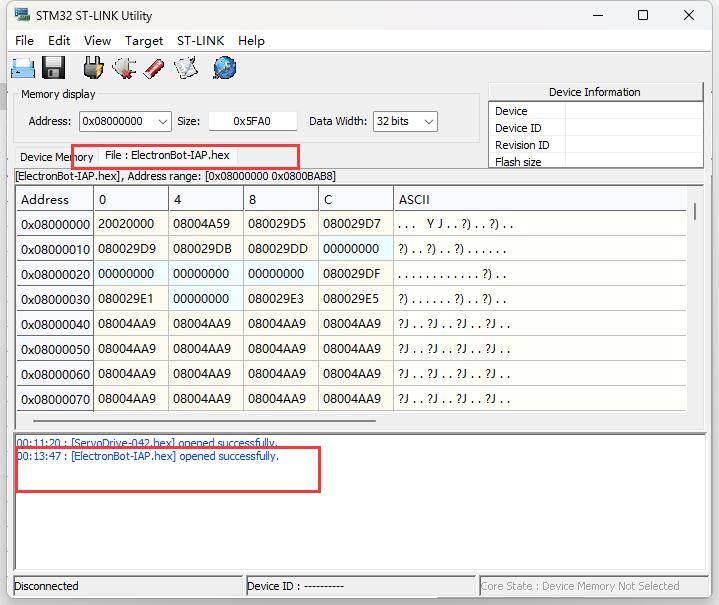 STM32 ST-LINK Utility
File Edit View Target ST-LINK Help
Memory display
Address: 0x08000000 Size: 0x5FA0 Data Width: 32 bits
Device Information
Device
Device ID
Revision ID
Flash size
Device Memory File : ElectronBot-IAP.hex
[ElectronBot-IAP.hex], Address range: [0x08000000 0x0800BAB8]
Address 0 4 8 C ASCII
0x08000000 20020000 08004A59 080029D5 080029D7 . . . Y J . . ?) . . ?) . .
0x08000010 080029D9 080029DB 080029DD 00000000 ?) . . ?) . . ?) . . . . . .
0x08000020 00000000 00000000 00000000 080029DF . . . . . . . . . . . . ?) . .
0x08000030 080029E1 00000000 080029E3 080029E5 ?) . . . . . . ?) . . ?) . .
0x08000040 08004AA9 08004AA9 08004AA9 08004AA9 ?J . . ?J . . ?J . . ?J . .
0x08000050 08004AA9 08004AA9 08004AA9 08004AA9 ?J . . ?J . . ?J . . ?J . .
0x08000060 08004AA9 08004AA9 08004AA9 08004AA9 ?J . . ?J . . ?J . . ?J . .
0x08000070 08004AA9 08004AA9 08004AA9 08004AA9 ?J . . ?J . . ?J . . ?J . .
00:11:20 : [ServoDrive-042.hex] opened successfully.
00:13:47 : [ElectronBot-IAP.hex] opened successfully.
Disconnected Device ID : ---------- Core State : Device Memory Not Selected